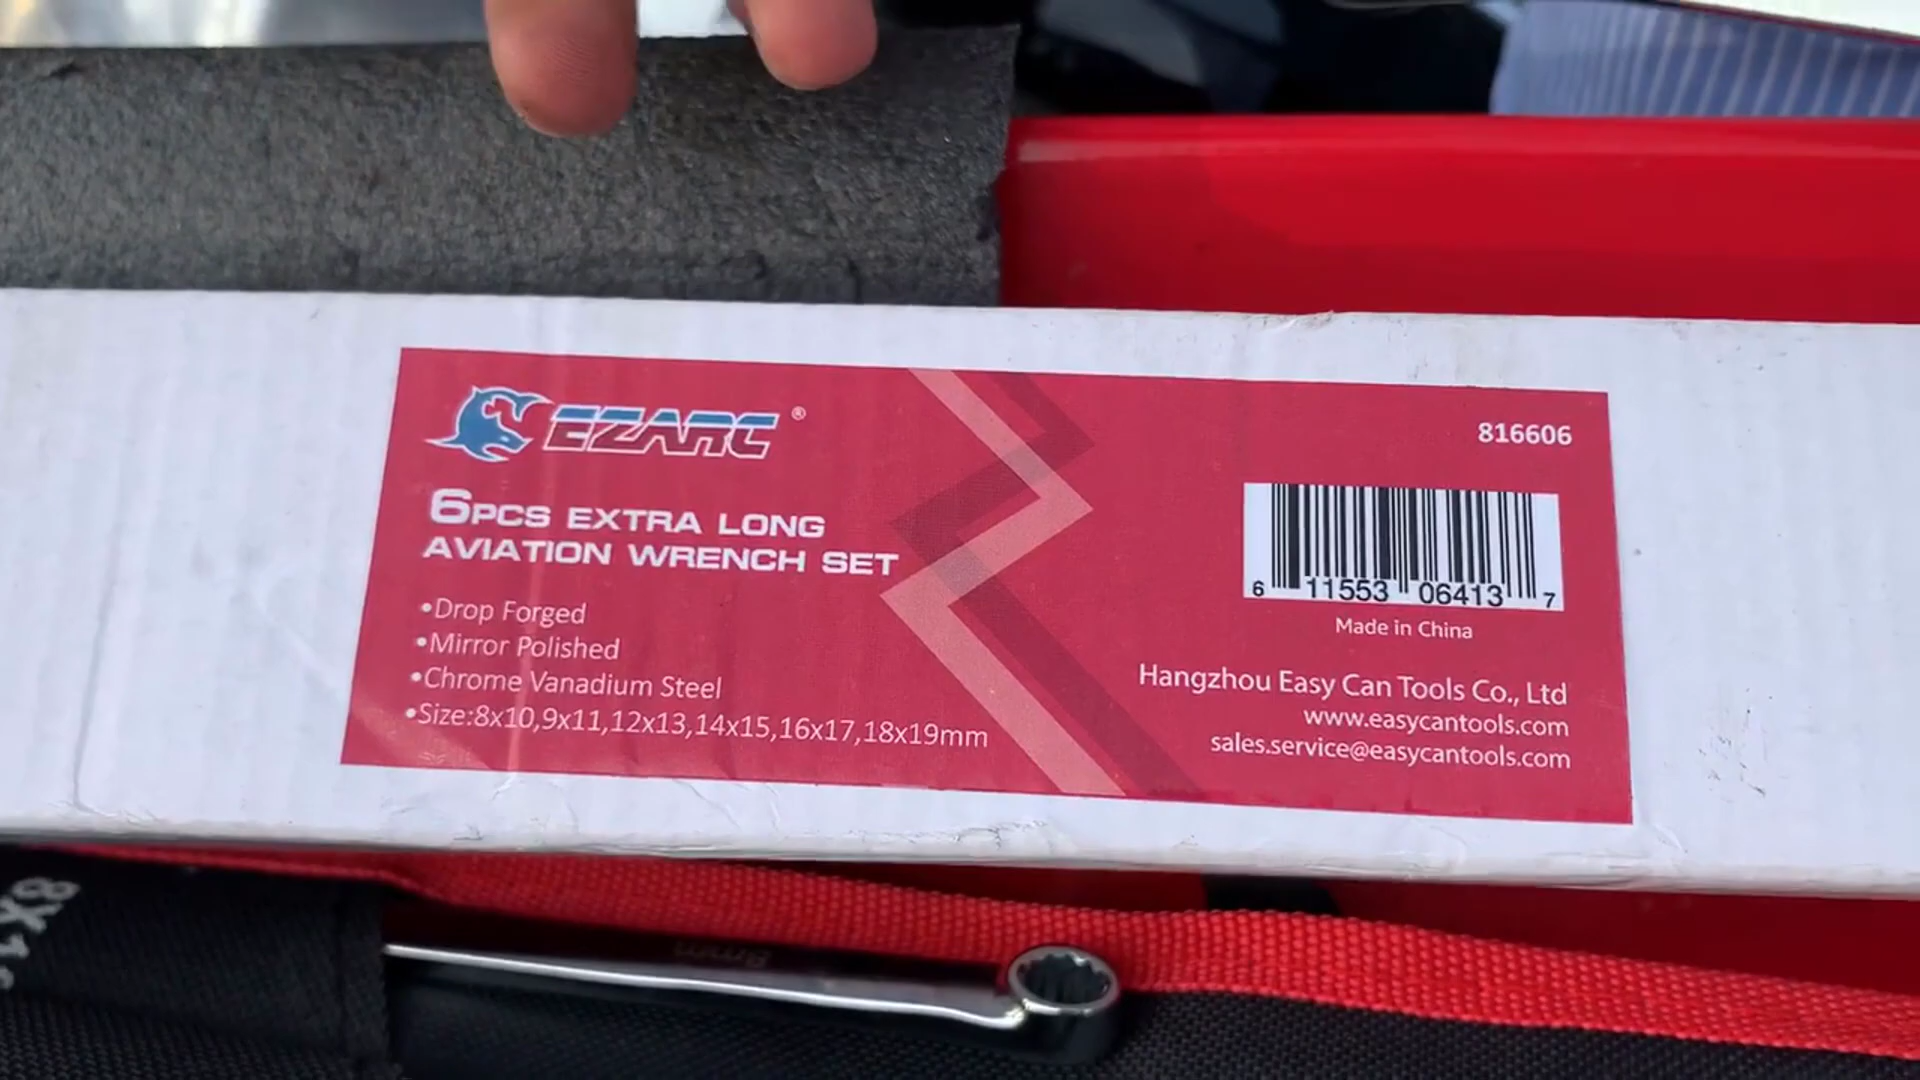 EZARC®
6PCS EXTRA LONG
AVIATION WRENCH SET
•Drop Forged
•Mirror Polished
•Chrome Vanadium Steel
•Size:8x10,9x11,12x13,14x15,16x17,18x19mm
816606
6 11553 06413 7
Made in China
Hangzhou Easy Can Tools Co., Ltd
www.easycantools.com
sales.service@easycantools.com
8mm